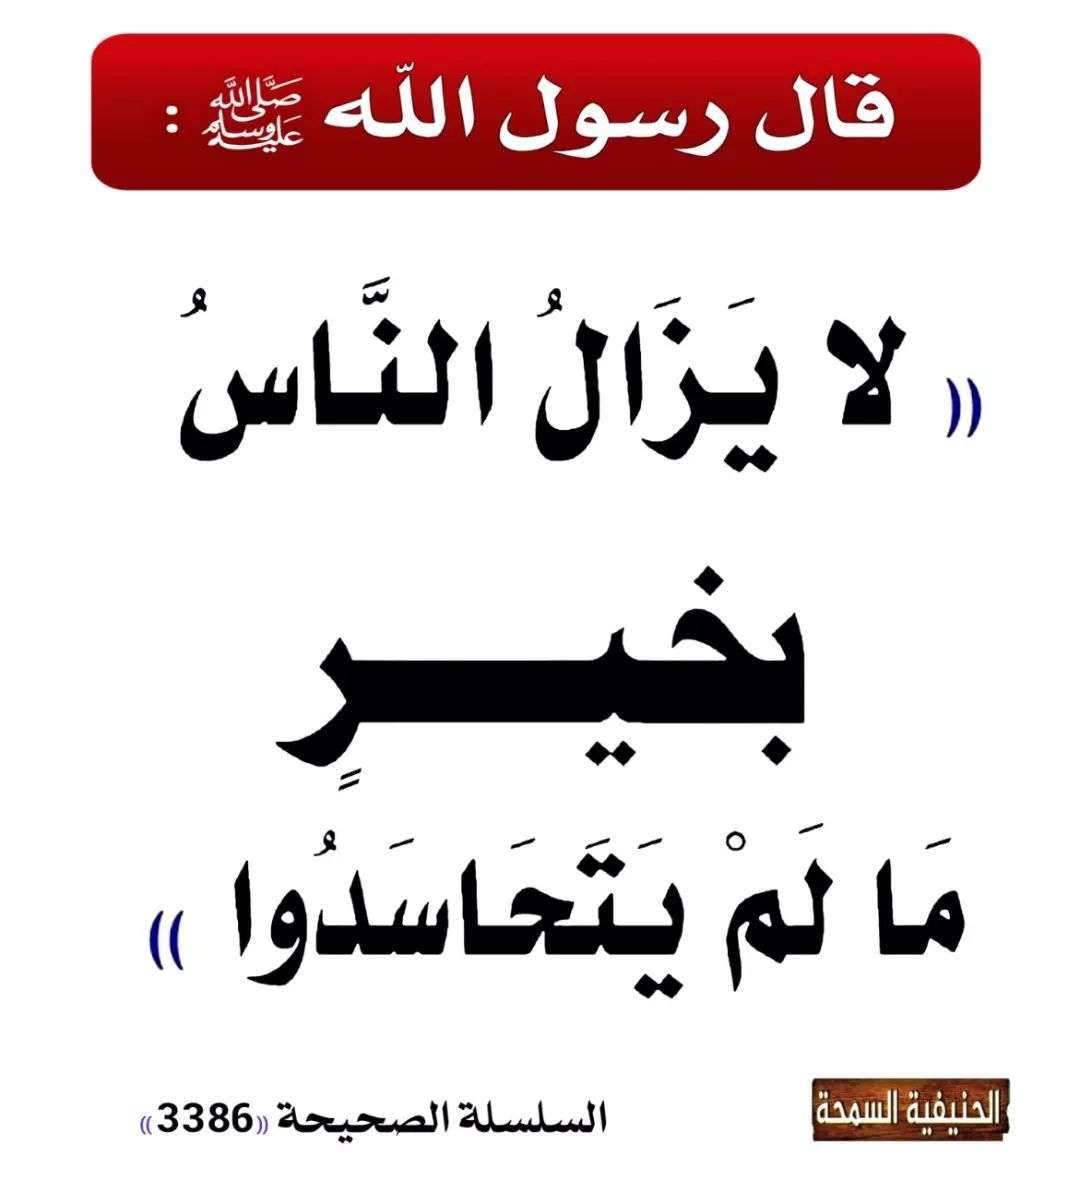 قال رسول الله ﷺ :
(( لا يَزَالُ النَّاسُ
بخيرٍ
مَا لَمْ يَتَحَاسَدُوا ))
السلسلة الصحيحة ((3386))
الحنيفية السمحة